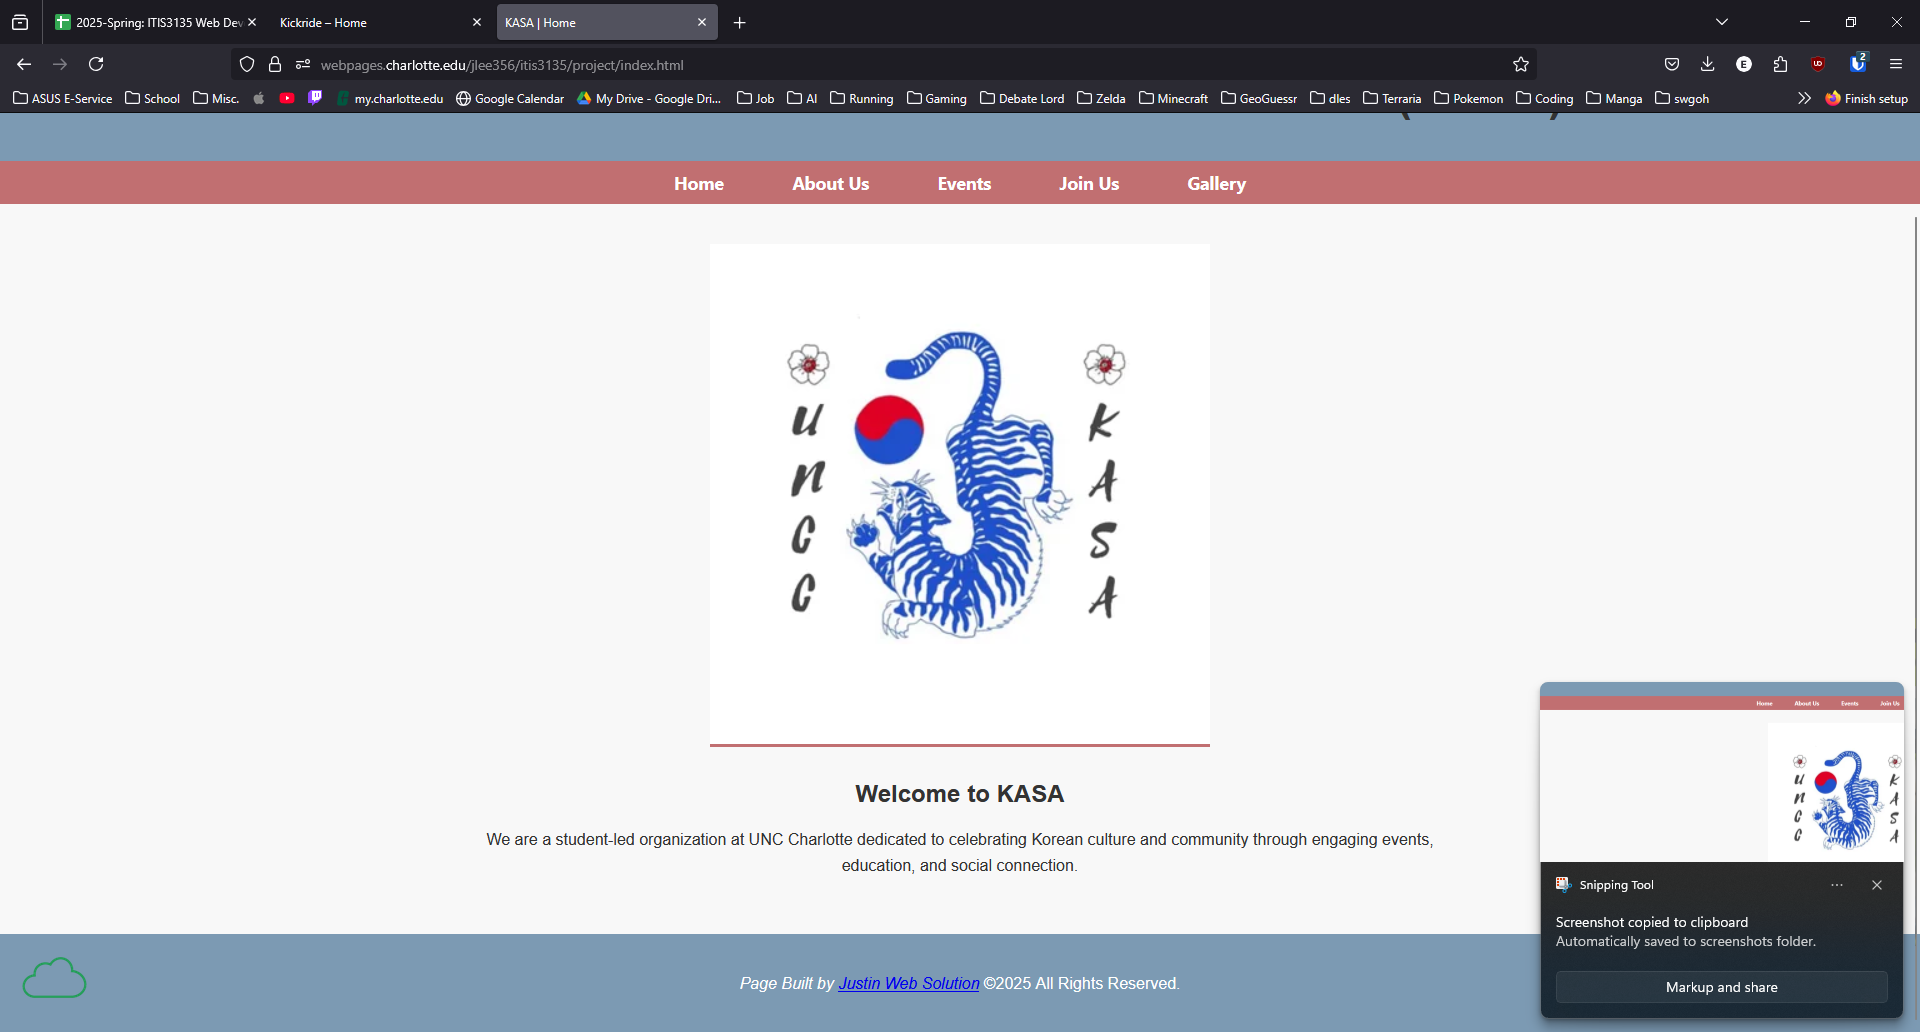 2025-Spring: ITIS3135 Web Dev
Kickride – Home
KASA | Home
webpages.charlotte.edu/jlee356/itis3135/project/index.html
E
UD
2
ASUS E-Service
School
Misc.
my.charlotte.edu
Google Calendar
My Drive - Google Dri...
Job
AI
Running
Gaming
Debate Lord
Zelda
Minecraft
GeoGuessr
dles
Terraria
Pokemon
Coding
Manga
swgoh
Finish setup
Home
About Us
Events
Join Us
Gallery
UNCC
KASA
Welcome to KASA
We are a student-led organization at UNC Charlotte dedicated to celebrating Korean culture and community through engaging events,
education, and social connection.
Page Built by Justin Web Solution ©2025 All Rights Reserved.
Home
About Us
Events
Join Us
UNCC
KASA
Snipping Tool
Screenshot copied to clipboard
Automatically saved to screenshots folder.
Markup and share